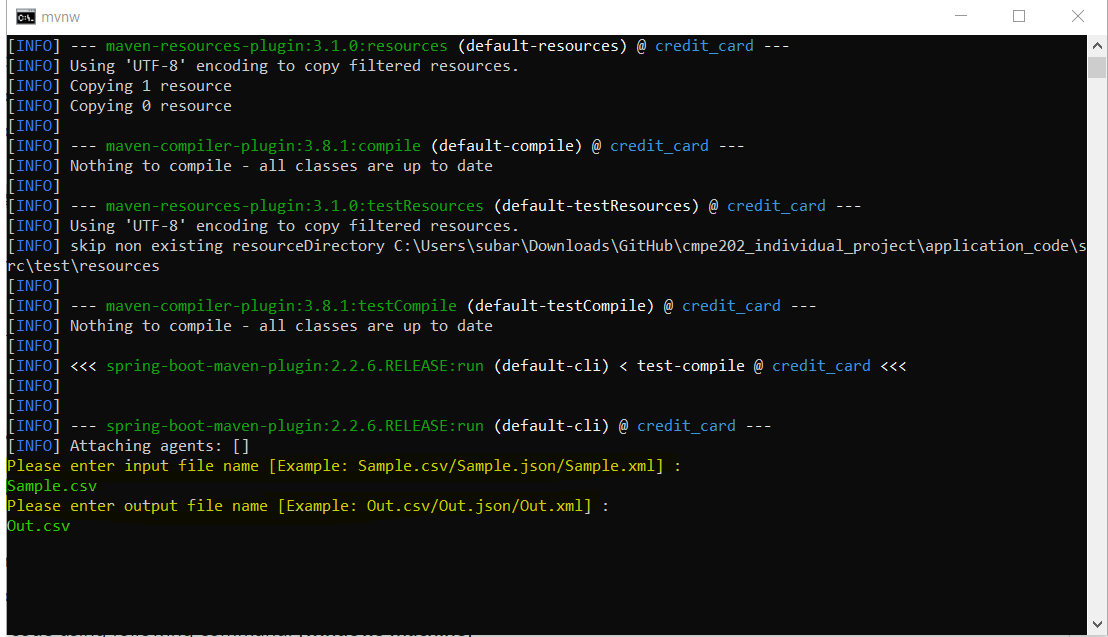 mvnw
[INFO] --- maven-resources-plugin:3.1.0:resources (default-resources) @ credit_card ---
[INFO] Using 'UTF-8' encoding to copy filtered resources.
[INFO] Copying 1 resource
[INFO] Copying 0 resource
[INFO]
[INFO] --- maven-compiler-plugin:3.8.1:compile (default-compile) @ credit_card ---
[INFO] Nothing to compile - all classes are up to date
[INFO]
[INFO] --- maven-resources-plugin:3.1.0:testResources (default-testResources) @ credit_card ---
[INFO] Using 'UTF-8' encoding to copy filtered resources.
[INFO] skip non existing resourceDirectory C:\Users\subar\Downloads\GitHub\cmpe202_individual_project\application_code\s
rc\test\resources
[INFO]
[INFO] --- maven-compiler-plugin:3.8.1:testCompile (default-testCompile) @ credit_card ---
[INFO] Nothing to compile - all classes are up to date
[INFO]
[INFO] <<< spring-boot-maven-plugin:2.2.6.RELEASE:run (default-cli) < test-compile @ credit_card <<<
[INFO]
[INFO]
[INFO] --- spring-boot-maven-plugin:2.2.6.RELEASE:run (default-cli) @ credit_card ---
[INFO] Attaching agents: []
Please enter input file name [Example: Sample.csv/Sample.json/Sample.xml] :
Sample.csv
Please enter output file name [Example: Out.csv/Out.json/Out.xml] :
Out.csv